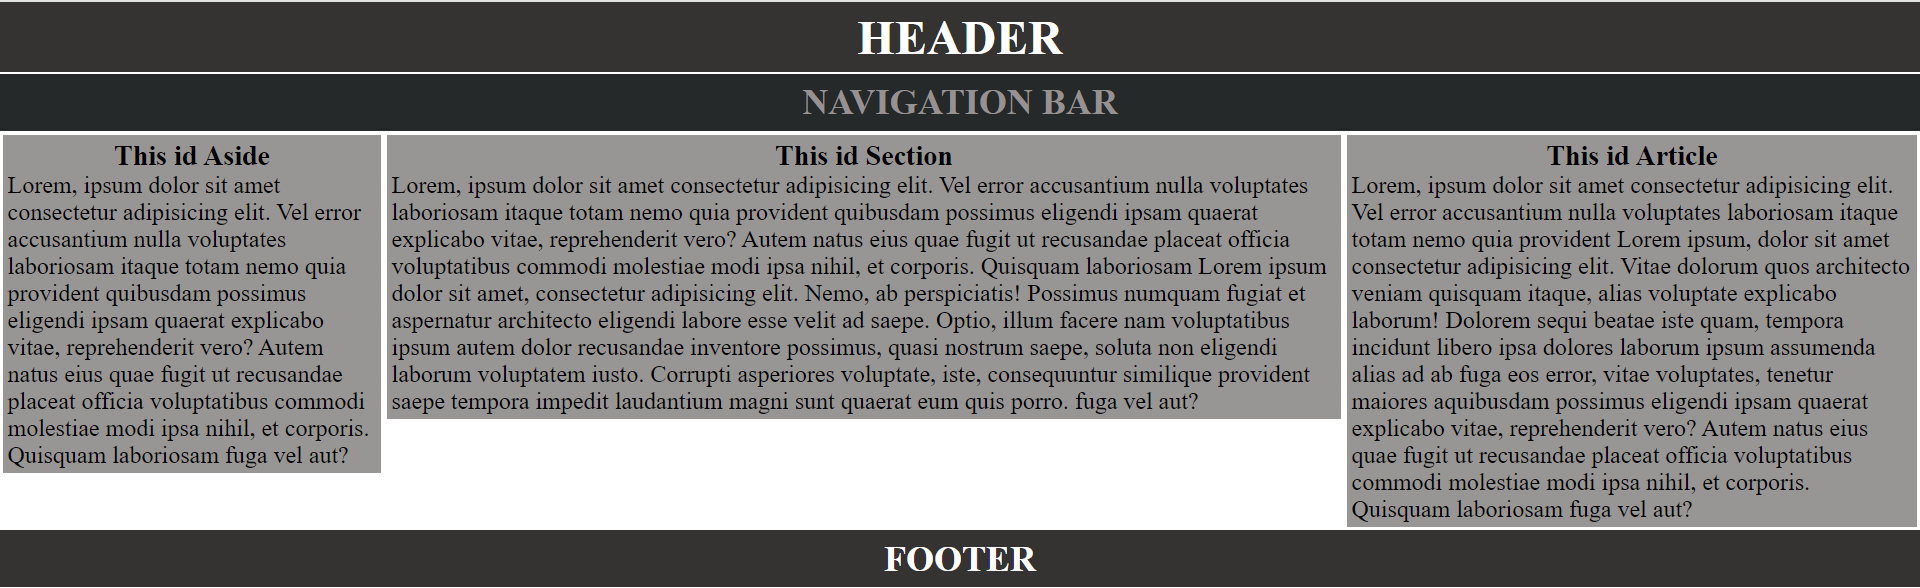 HEADER
NAVIGATION BAR
This id Aside
Lorem, ipsum dolor sit amet
consectetur adipisicing elit. Vel error
accusantium nulla voluptates
laboriosam itaque totam nemo quia
provident quibusdam possimus
eligendi ipsam quaerat explicabo
vitae, reprehenderit vero? Autem
natus eius quae fugit ut recusandae
placeat officia voluptatibus commodi
molestiae modi ipsa nihil, et corporis.
Quisquam laboriosam fuga vel aut?
This id Section
Lorem, ipsum dolor sit amet consectetur adipisicing elit. Vel error accusantium nulla voluptates
laboriosam itaque totam nemo quia provident quibusdam possimus eligendi ipsam quaerat
explicabo vitae, reprehenderit vero? Autem natus eius quae fugit ut recusandae placeat officia
voluptatibus commodi molestiae modi ipsa nihil, et corporis. Quisquam laboriosam Lorem ipsum
dolor sit amet, consectetur adipisicing elit. Nemo, ab perspiciatis! Possimus numquam fugiat et
aspernatur architecto eligendi labore esse velit ad saepe. Optio, illum facere nam voluptatibus
ipsum autem dolor recusandae inventore possimus, quasi nostrum saepe, soluta non eligendi
laborum voluptatem iusto. Corrupti asperiores voluptate, iste, consequuntur similique provident
saepe tempora impedit laudantium magni sunt quaerat eum quis porro. fuga vel aut?
This id Article
Lorem, ipsum dolor sit amet consectetur adipisicing elit.
Vel error accusantium nulla voluptates laboriosam itaque
totam nemo quia provident Lorem ipsum, dolor sit amet
consectetur adipisicing elit. Vitae dolorum quos architecto
veniam quisquam itaque, alias voluptate explicabo
laborum! Dolorem sequi beatae iste quam, tempora
incidunt libero ipsa dolores laborum ipsum assumenda
alias ad ab fuga eos error, vitae voluptates, tenetur
maiores aquibusdam possimus eligendi ipsam quaerat
explicabo vitae, reprehenderit vero? Autem natus eius
quae fugit ut recusandae placeat officia voluptatibus
commodi molestiae modi ipsa nihil, et corporis.
Quisquam laboriosam fuga vel aut?
FOOTER